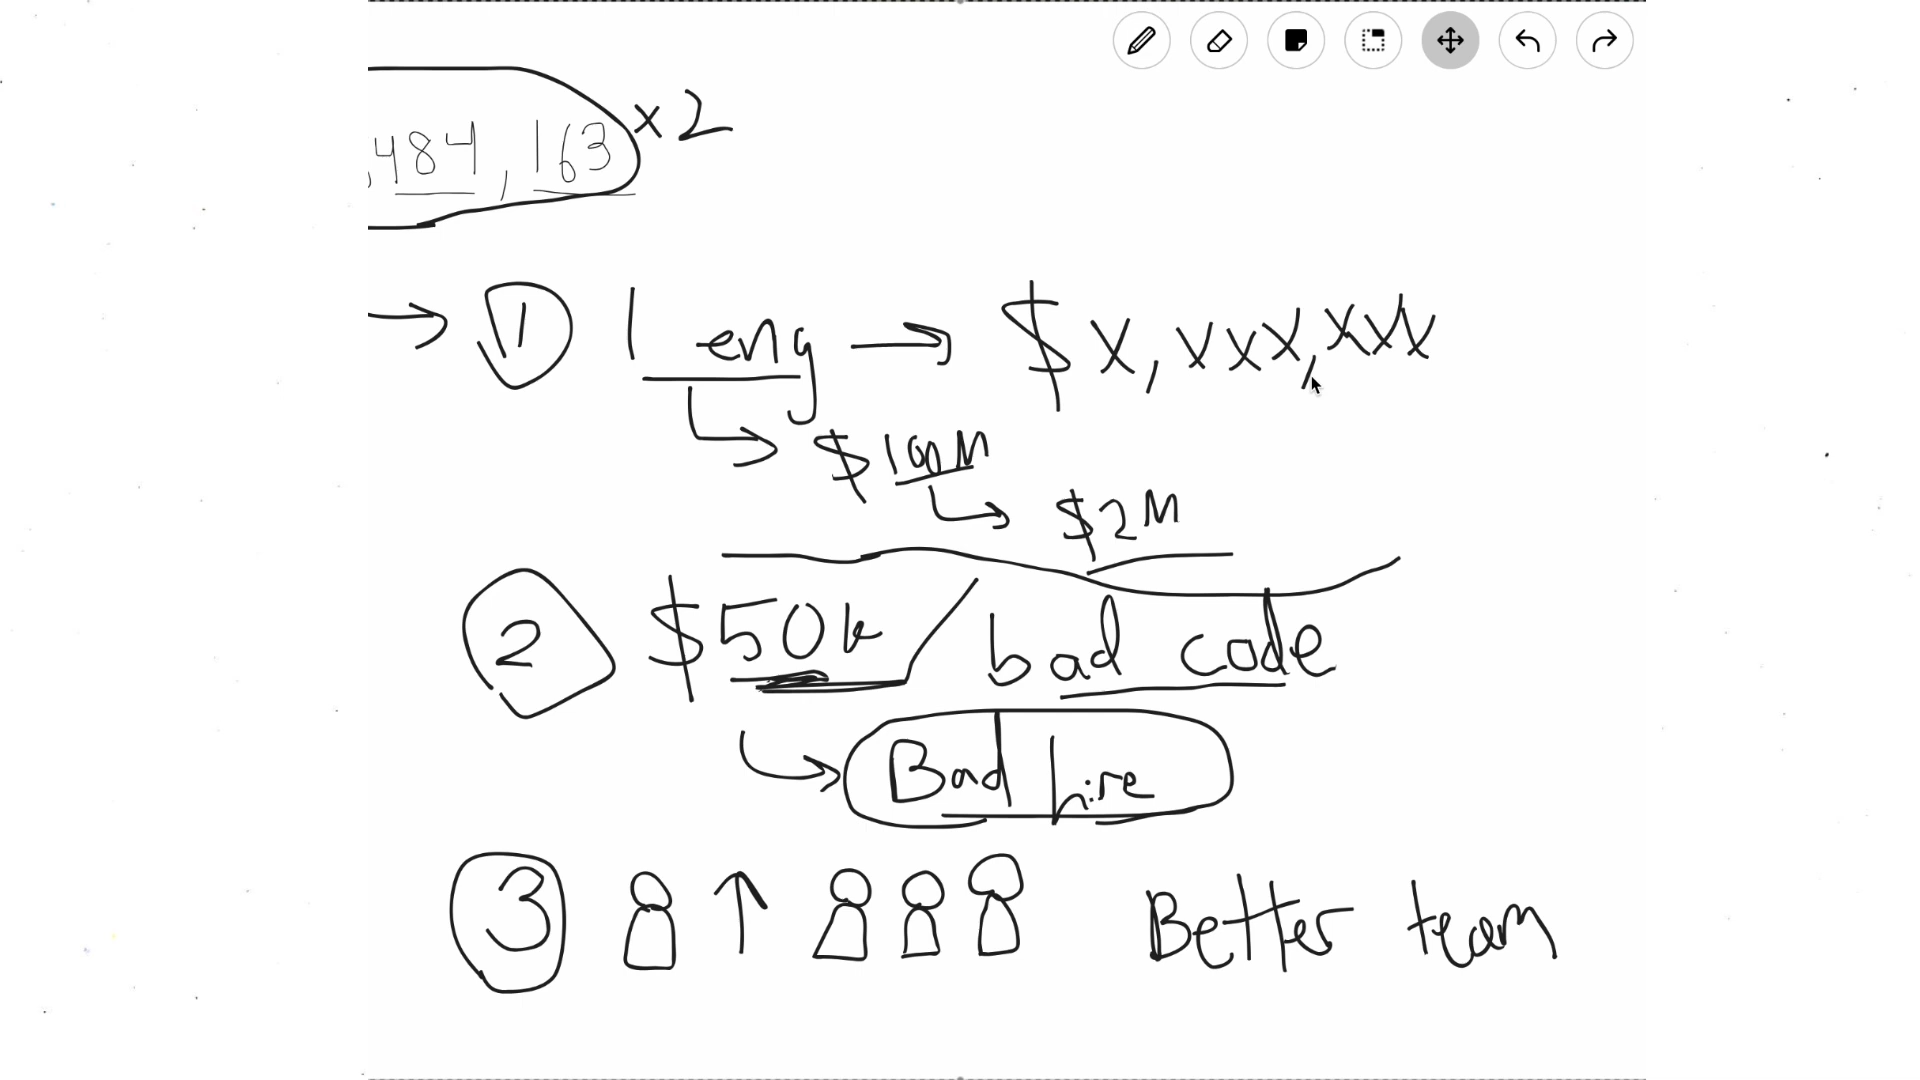 ,484, 163 x2
→ ① 1 eng → $x,xxx,xxx
↳ $100M
↳ $2M
② $50k / bad code
↳ Bad hire
③ ↑ Better team